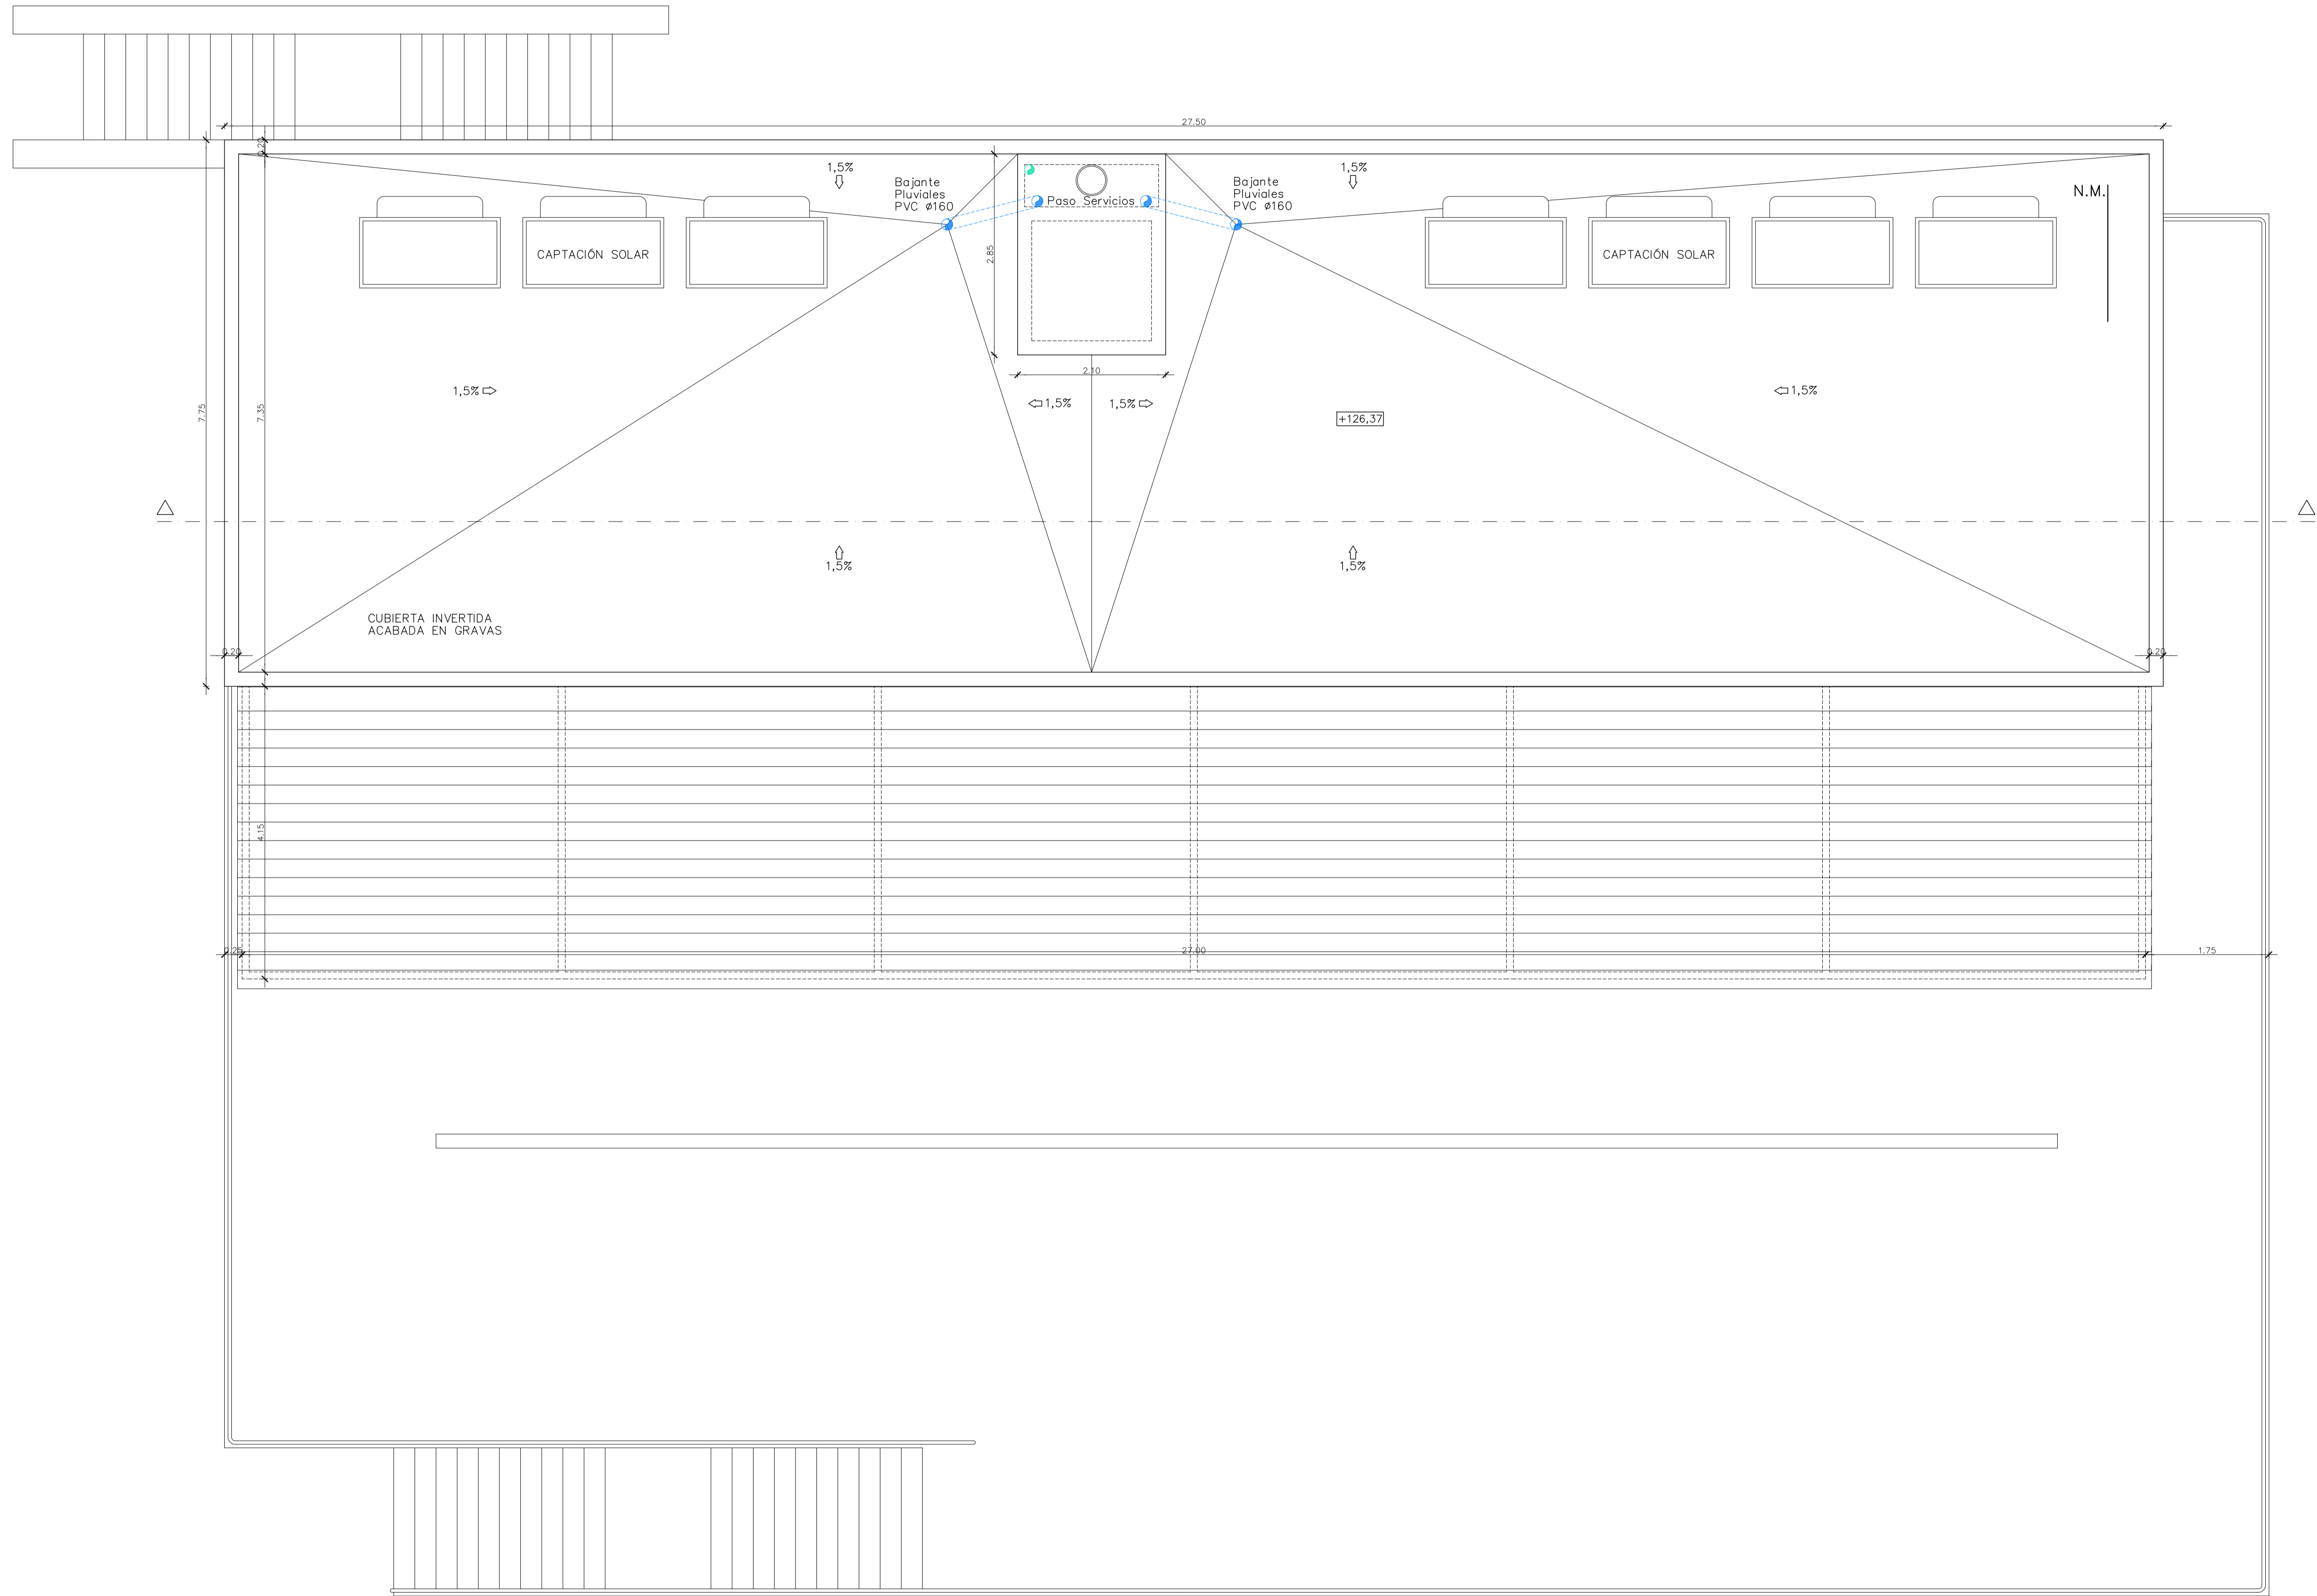 27.50
0.20
1,5%
1,5%
Bajante
Pluviales
PVC Ø160
Bajante
Pluviales
PVC Ø160
N.M.
Paso Servicios
CAPTACIÓN SOLAR
CAPTACIÓN SOLAR
2.85
2.10
1,5%
1,5%
1,5%
1,5%
7.75
7.35
+126,37
1,5%
1,5%
CUBIERTA INVERTIDA
ACABADA EN GRAVAS
0.20
0.20
4.15
0.25
27.00
1.75